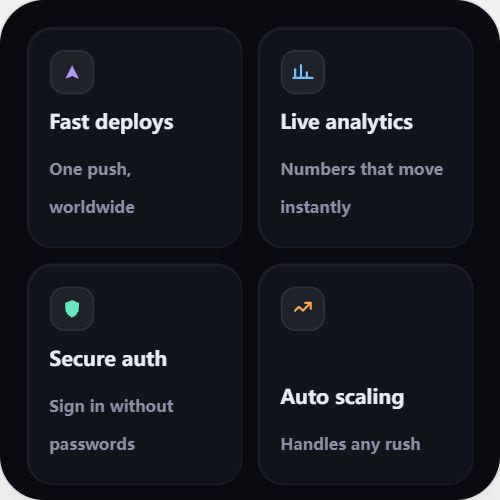 Fast deploys
One push,
worldwide
Live analytics
Numbers that move
instantly
Secure auth
Sign in without
passwords
Auto scaling
Handles any rush